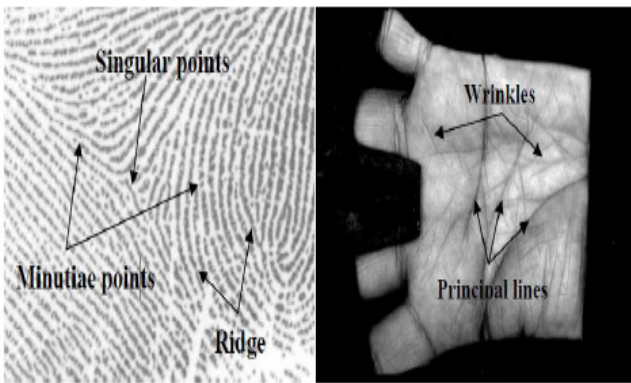 Singular points
Minutiae points
Ridge
Wrinkles
Principal lines